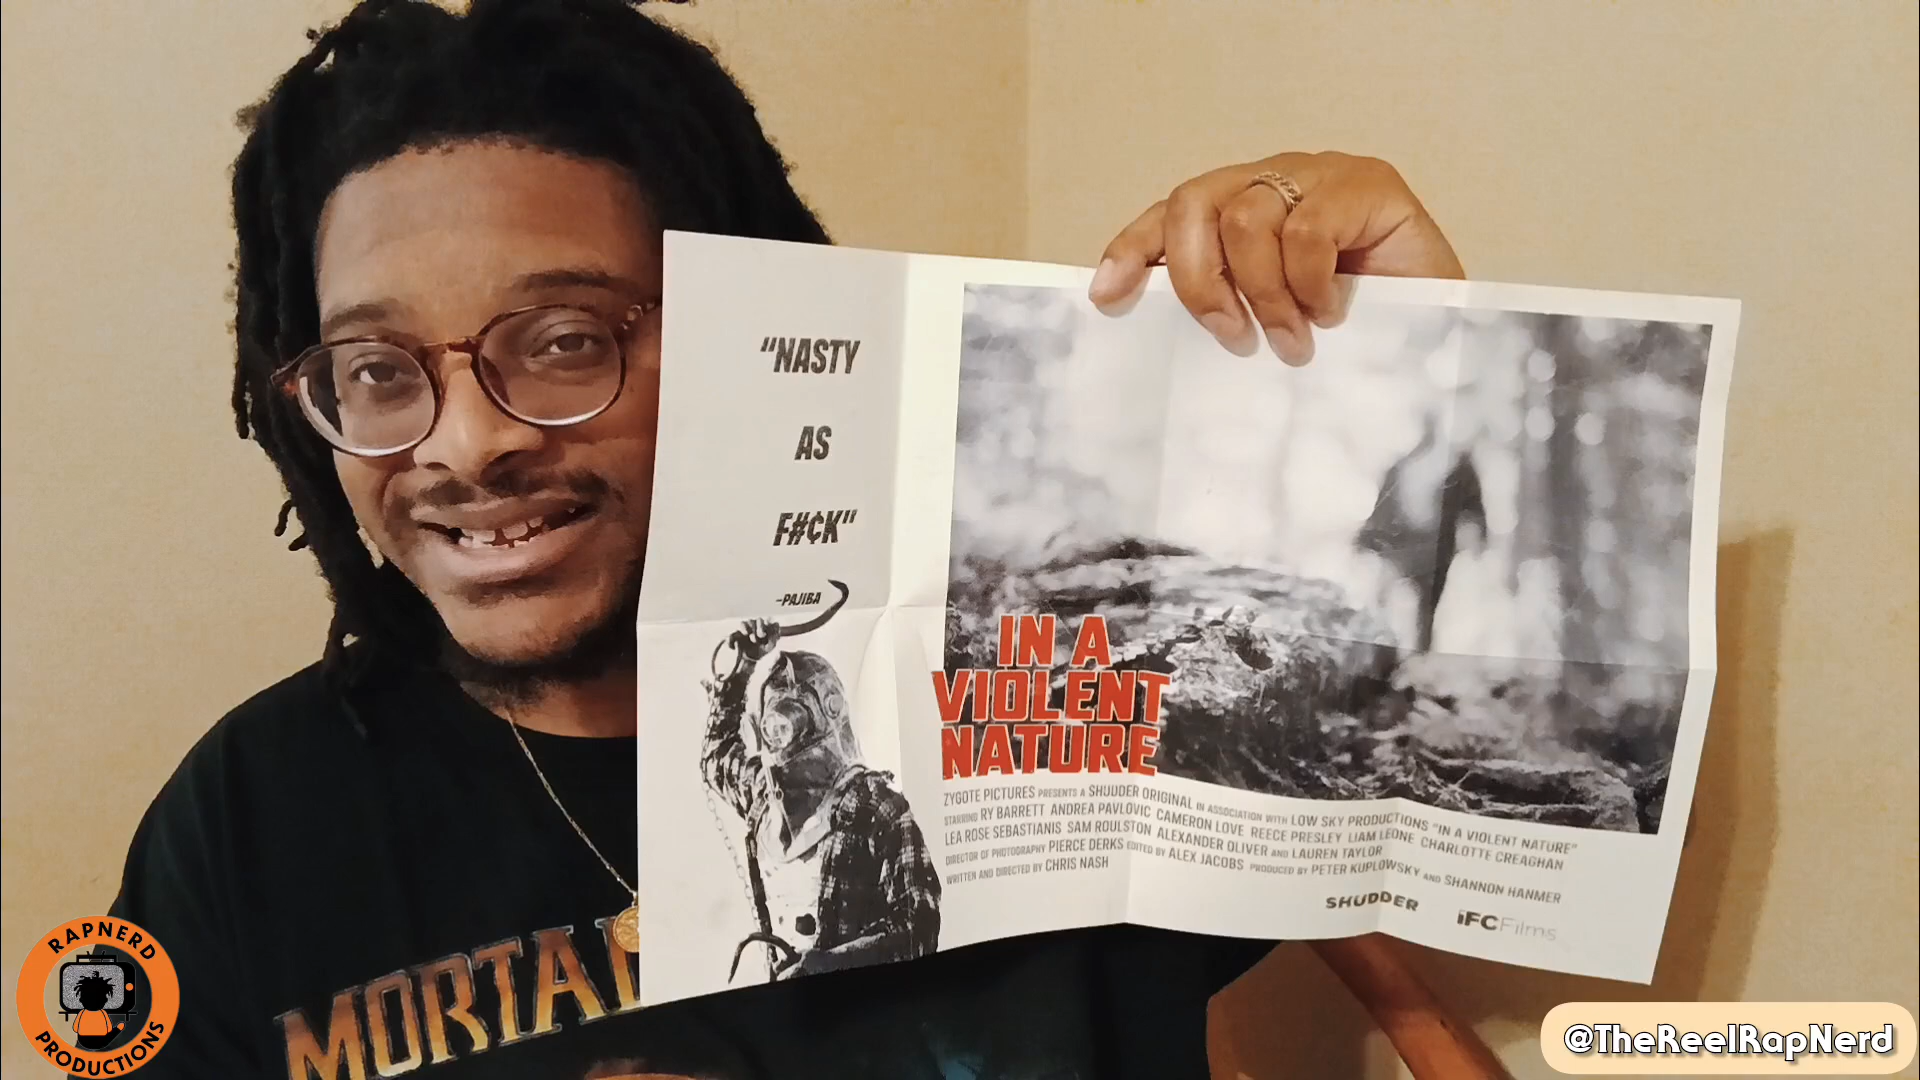 "NASTY
AS
F#¢K"
-PAJIBA
IN A
VIOLENT
NATURE
ZYGOTE PICTURES PRESENTS A SHUDDER ORIGINAL IN ASSOCIATION WITH LOW SKY PRODUCTIONS "IN A VIOLENT NATURE"
STARRING RY BARRETT ANDREA PAVLOVIC CAMERON LOVE REECE PRESLEY LIAM LEONE CHARLOTTE CREAGHAN
LEA ROSE SEBASTIANIS SAM ROULSTON ALEXANDER OLIVER AND LAUREN TAYLOR
DIRECTOR OF PHOTOGRAPHY PIERCE DERKS EDITED BY ALEX JACOBS PRODUCED BY PETER KUPLOWSKY AND SHANNON HANMER
WRITTEN AND DIRECTED BY CHRIS NASH
SHUDDER
IFC Films
MORTAL
RAPNERD
PRODUCTIONS
@TheReelRapNerd